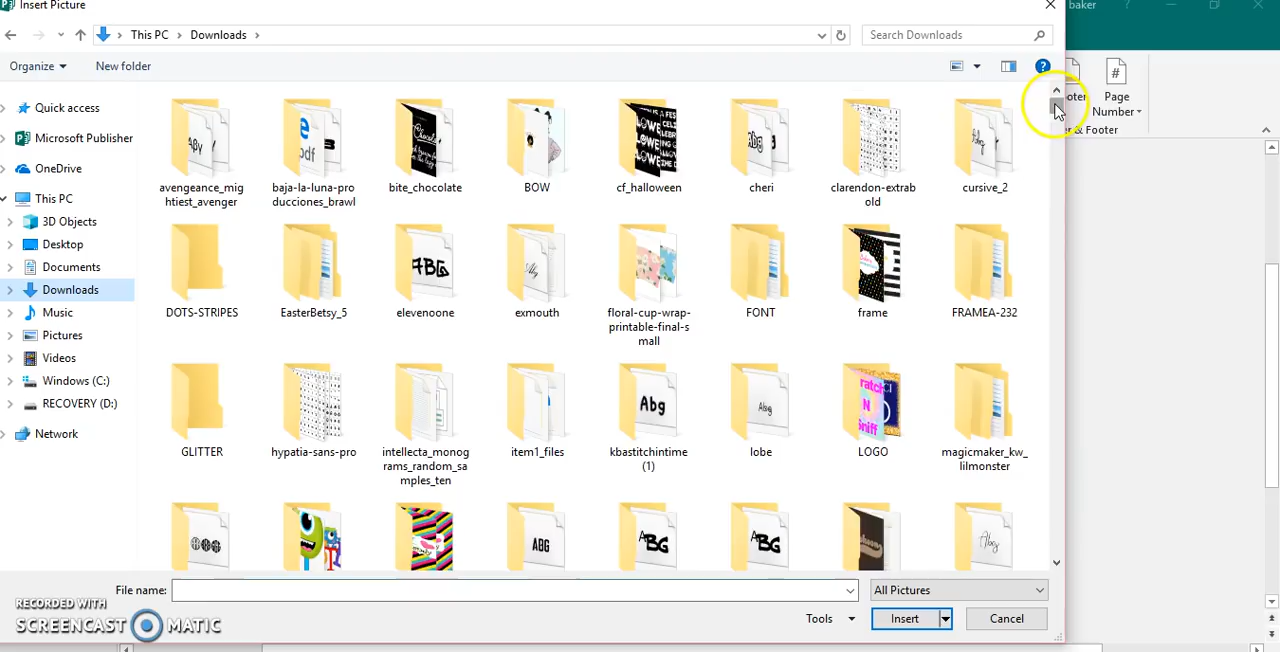 Insert Picture
baker
?
This PC > Downloads >
Search Downloads
Organize
New folder
?
#
Page
Number
& Footer
Quick access
Microsoft Publisher
OneDrive
This PC
3D Objects
Desktop
Documents
Downloads
Music
Pictures
Videos
Windows (C:)
RECOVERY (D:)
Network
avengeance_mig
htiest_avenger
baja-la-luna-pro
ducciones_brawl
bite_chocolate
BOW
cf_halloween
cheri
clarendon-extrab
old
cursive_2
DOTS-STRIPES
EasterBetsy_5
elevenoone
exmouth
floral-cup-wrap-
printable-final-s
mall
FONT
frame
FRAMEA-232
GLITTER
hypatia-sans-pro
intellecta_monog
rams_random_sa
mples_ten
item1_files
kbastitchintime
(1)
lobe
LOGO
magicmaker_kw_
lilmonster
File name:
All Pictures
Tools
Insert
Cancel
RECORDED WITH
SCREENCAST MATIC